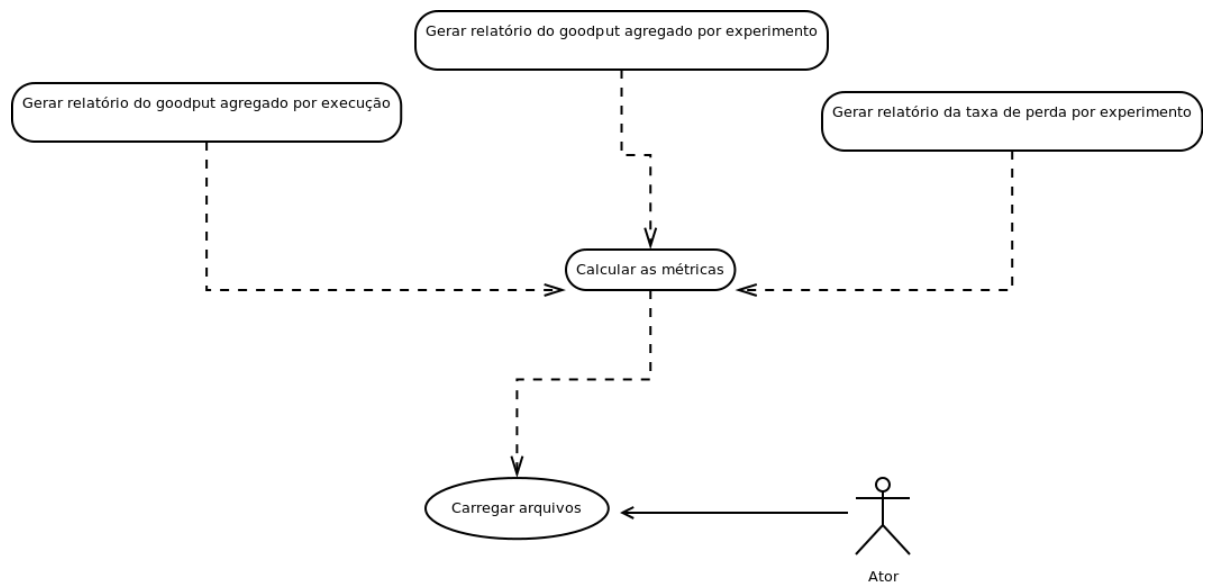 Gerar relatório do goodput agregado por experimento
Gerar relatório do goodput agregado por execução
Gerar relatório da taxa de perda por experimento
Calcular as métricas
Carregar arquivos
Ator